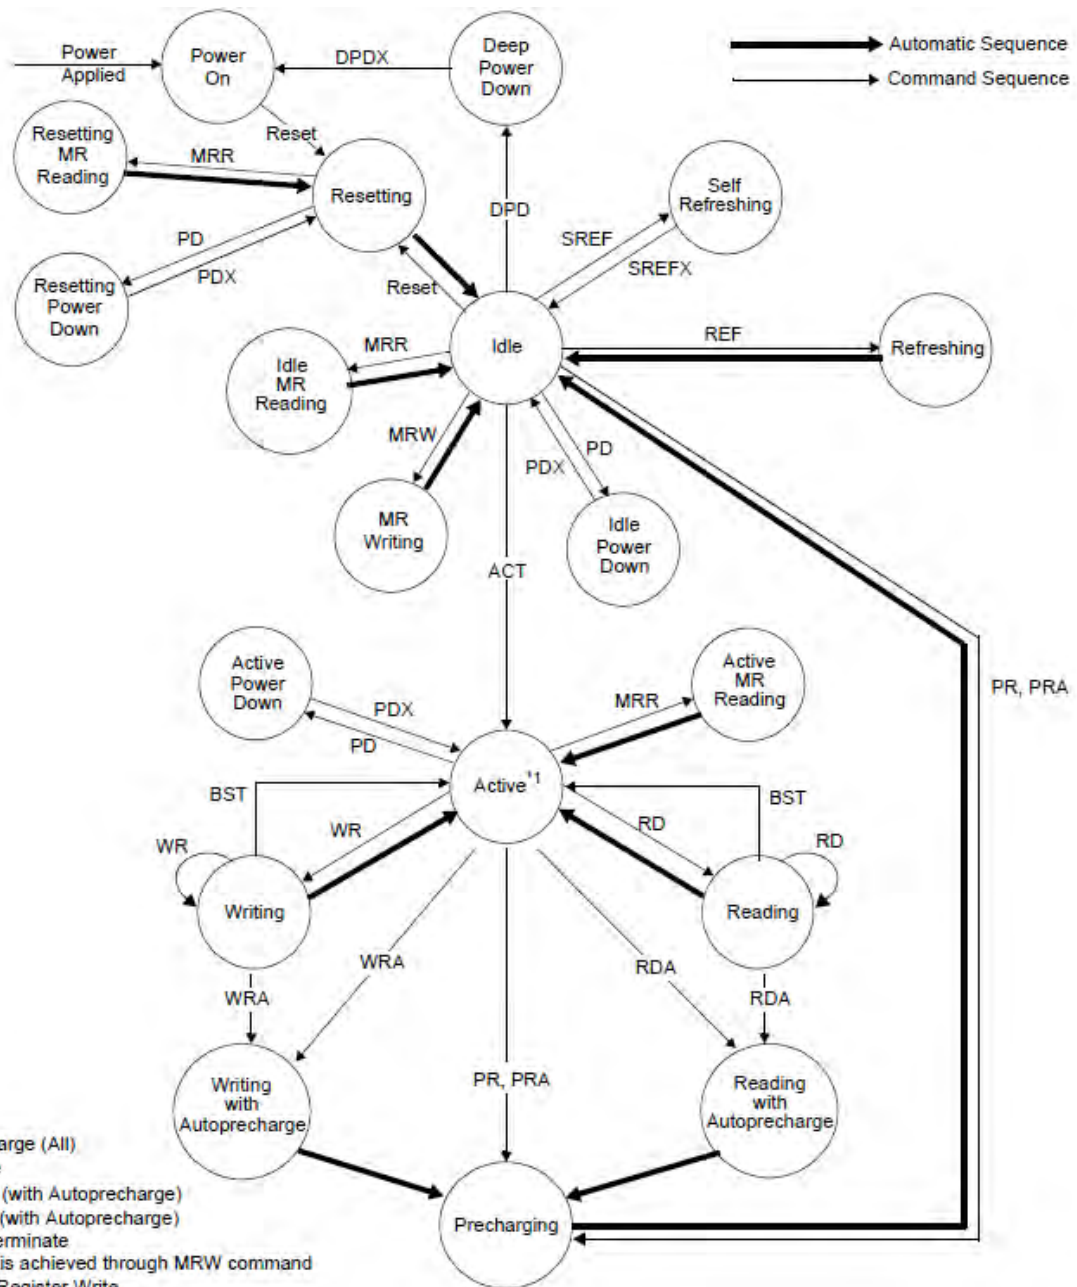 Power
Applied
Power
On
DPDX
Deep
Power
Down
Automatic Sequence
Command Sequence
Reset
Resetting
MR
Reading
MRR
Resetting
DPD
Self
Refreshing
SREF
SREFX
PD
PDX
Resetting
Power
Down
Reset
Idle
REF
Refreshing
MRR
Idle
MR
Reading
MRW
PD
PDX
MR
Writing
Idle
Power
Down
ACT
Active
Power
Down
Active
MR
Reading
PR, PRA
PDX
PD
MRR
Active*1
BST
BST
WR
RD
WR
RD
Writing
Reading
WRA
RDA
WRA
RDA
Writing
with
Autoprecharge
PR, PRA
Reading
with
Autoprecharge
(All)
(with Autoprecharge)
(with Autoprecharge)
Precharging
is achieved through MRW command
Register Write